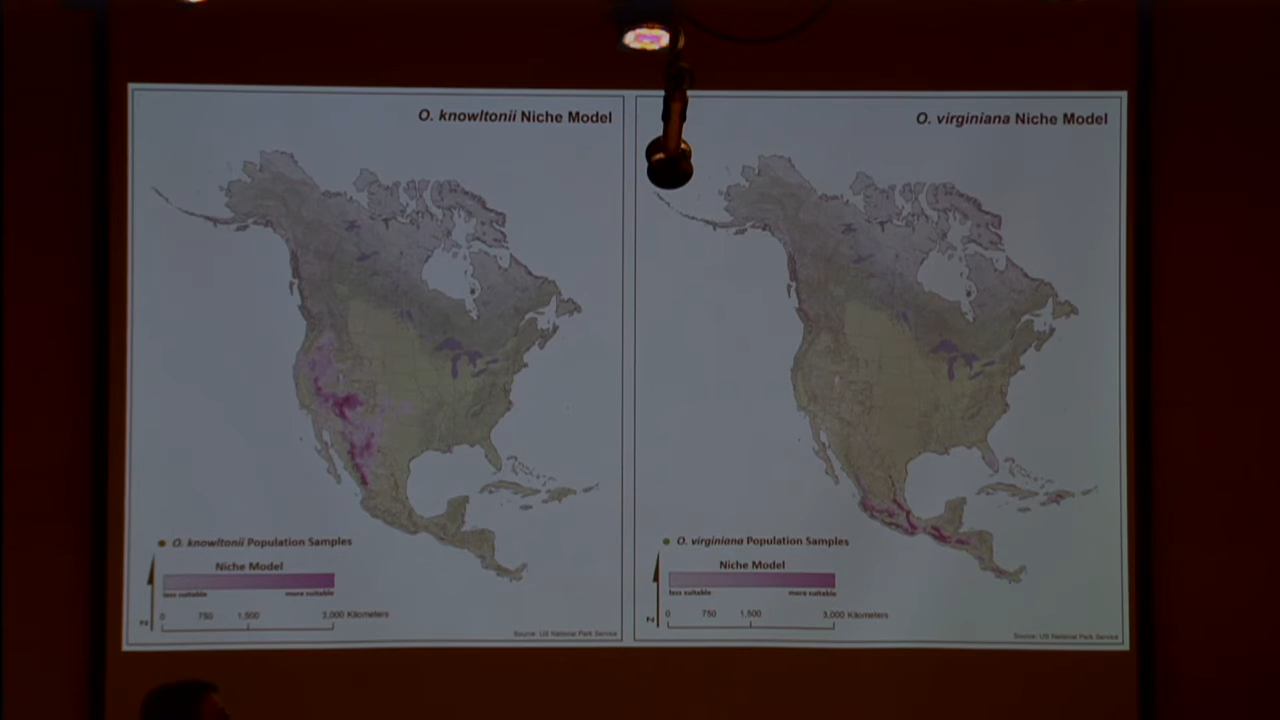 O. knowltonii Niche Model
O. knowltonii Population Samples
Niche Model
less suitable more suitable
0 750 1,500 3,000 Kilometers
N
Source: US National Park Service
O. virginiana Niche Model
O. virginiana Population Samples
Niche Model
less suitable more suitable
0 750 1,500 3,000 Kilometers
N
Source: US National Park Service